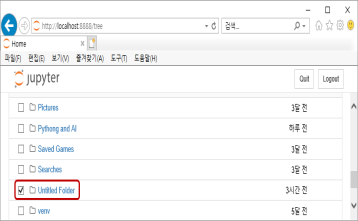 http://localhost:8888/tree
검색...
Home
파일(F) 편집(E) 보기(V) 즐겨찾기(A) 도구(T) 도움말(H)
jupyter Quit Logout
Pictures 3달 전
Pythong and AI 하루 전
Saved Games 3달 전
Searches 3달 전
Untitled Folder 3시간 전
venv 5달 전